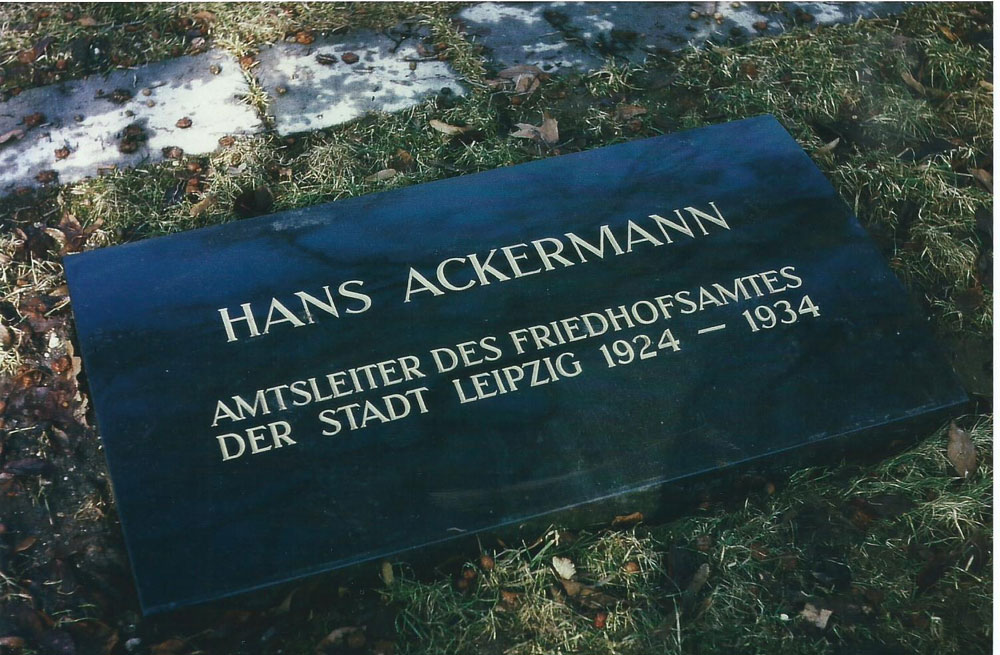 HANS ACKERMANN
AMTSLEITER DES FRIEDHOFSAMTES
DER STADT LEIPZIG 1924 – 1934